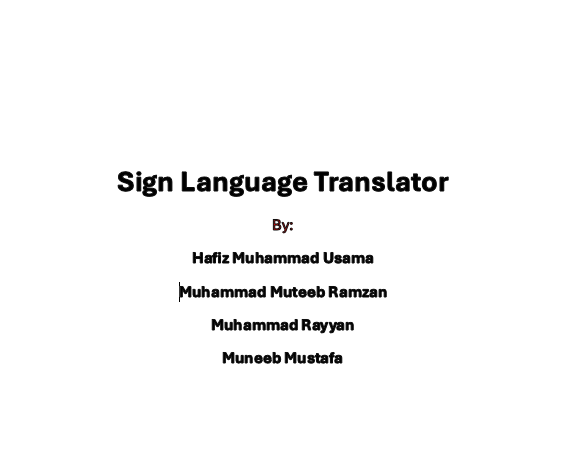 Sign Language Translator
By:
Hafiz Muhammad Usama
Muhammad Muteeb Ramzan
Muhammad Rayyan
Muneeb Mustafa